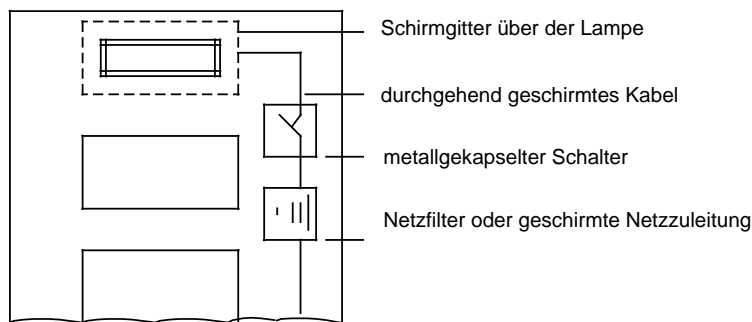 Schirmgitter über der Lampe
durchgehend geschirmtes Kabel
metallgekapselter Schalter
Netzfilter oder geschirmte Netzzuleitung